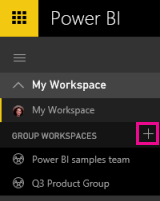 Power BI
My Workspace
My Workspace
GROUP WORKSPACES
Power BI samples team
Q3 Product Group